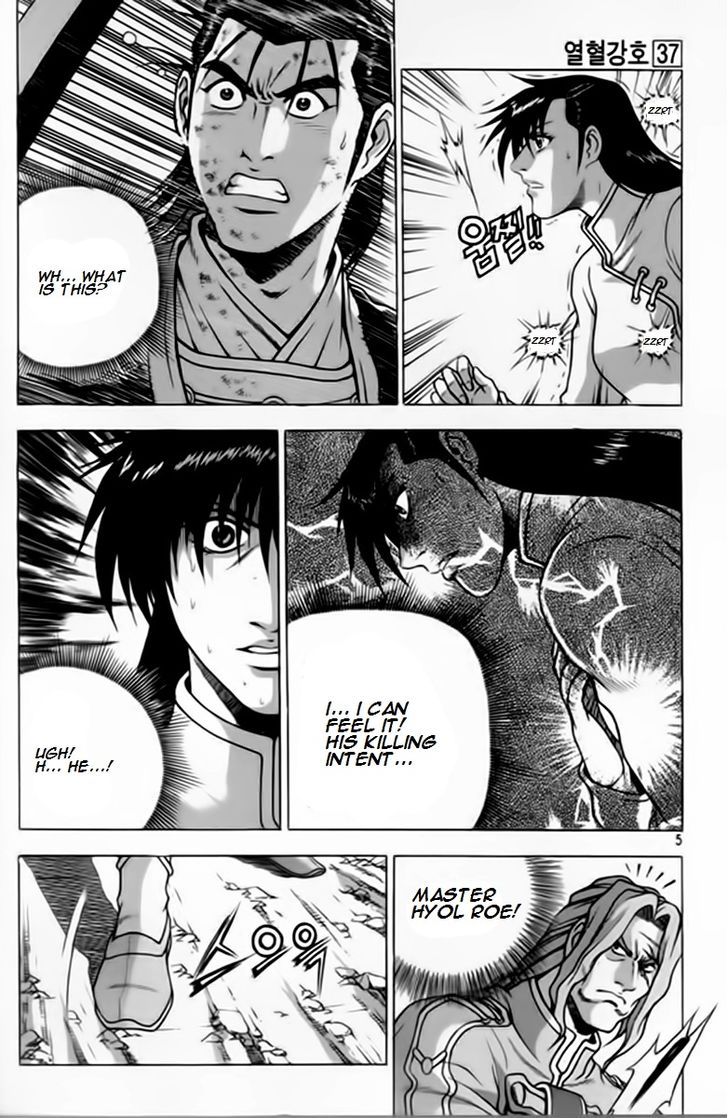 열혈강호 37
WH... WHAT
IS THIS?
ZZRT
움찔!!
ZZRT
ZZRT
UGH!
H... HE...!
I... I CAN
FEEL IT!
HIS KILLING
INTENT...
5
스으윽
MASTER
HYOL ROE!